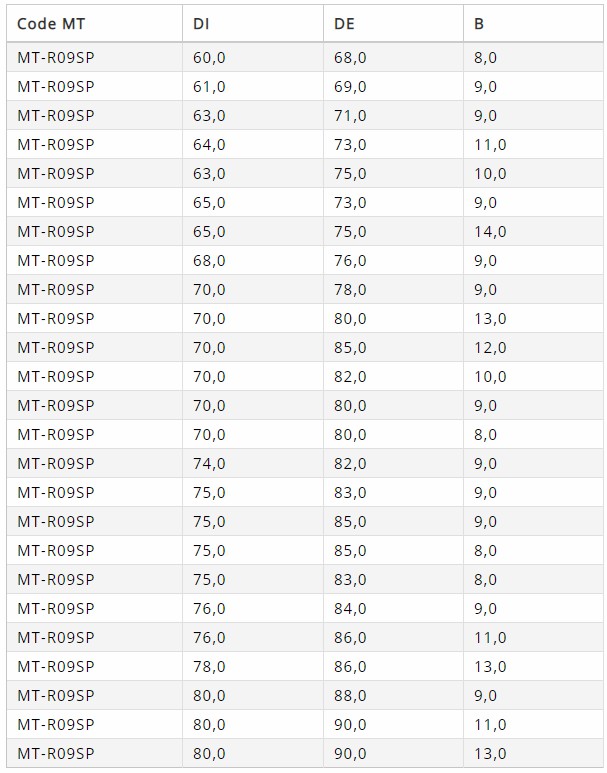 Code MT DI DE B
MT-R09SP 60,0 68,0 8,0
MT-R09SP 61,0 69,0 9,0
MT-R09SP 63,0 71,0 9,0
MT-R09SP 64,0 73,0 11,0
MT-R09SP 63,0 75,0 10,0
MT-R09SP 65,0 73,0 9,0
MT-R09SP 65,0 75,0 14,0
MT-R09SP 68,0 76,0 9,0
MT-R09SP 70,0 78,0 9,0
MT-R09SP 70,0 80,0 13,0
MT-R09SP 70,0 85,0 12,0
MT-R09SP 70,0 82,0 10,0
MT-R09SP 70,0 80,0 9,0
MT-R09SP 70,0 80,0 8,0
MT-R09SP 74,0 82,0 9,0
MT-R09SP 75,0 83,0 9,0
MT-R09SP 75,0 85,0 9,0
MT-R09SP 75,0 85,0 8,0
MT-R09SP 75,0 83,0 8,0
MT-R09SP 76,0 84,0 9,0
MT-R09SP 76,0 86,0 11,0
MT-R09SP 78,0 86,0 13,0
MT-R09SP 80,0 88,0 9,0
MT-R09SP 80,0 90,0 11,0
MT-R09SP 80,0 90,0 13,0